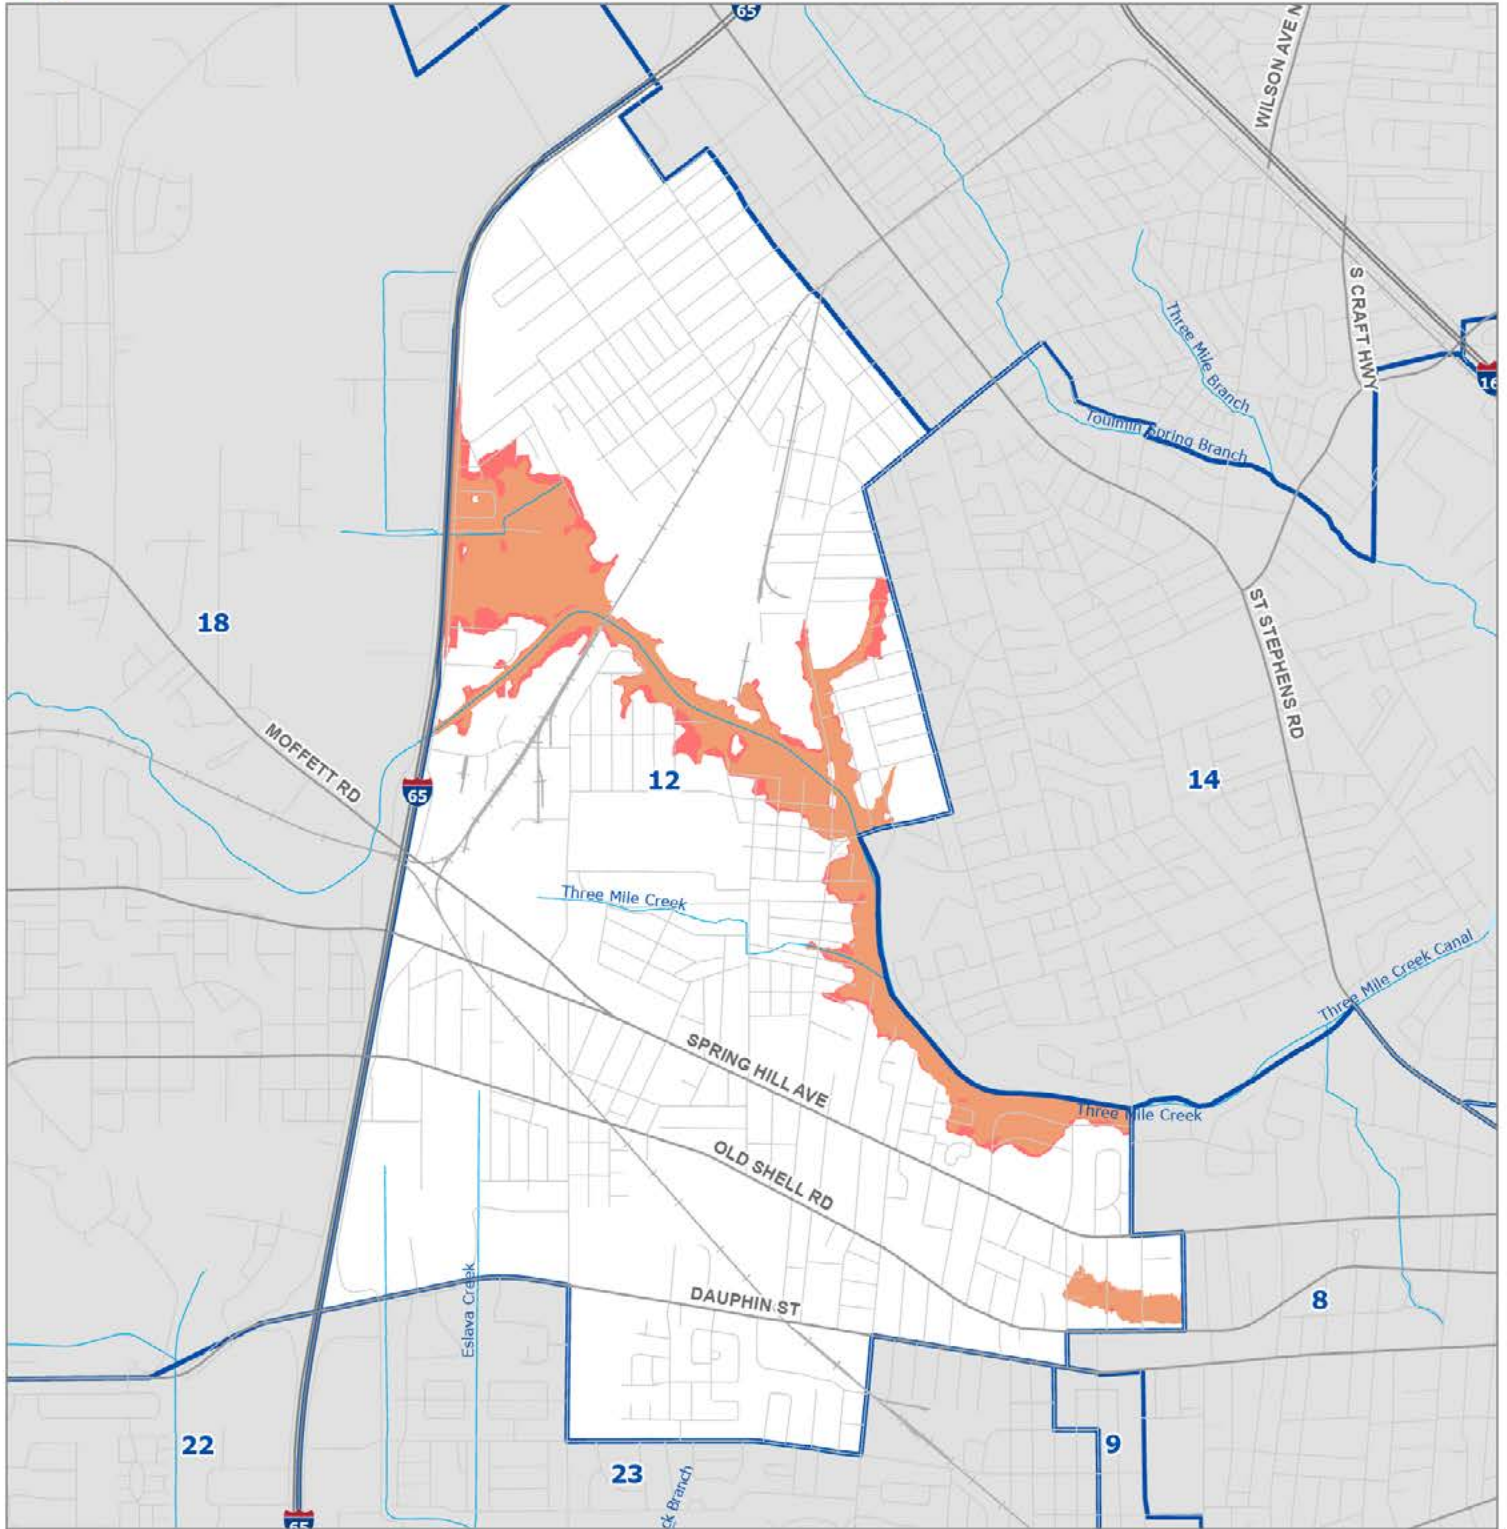 65
WILSON AVE N
S CRAFT HWY
Three Mile Branch
16
Toulmin Spring Branch
18
ST STEPHENS RD
MOFFETT RD
65
12
14
Three Mile Creek
Three Mile Creek Canal
SPRING HILL AVE
Three Mile Creek
OLD SHELL RD
Eslava Creek
DAUPHIN ST
8
22
23
9
ck Branch
65